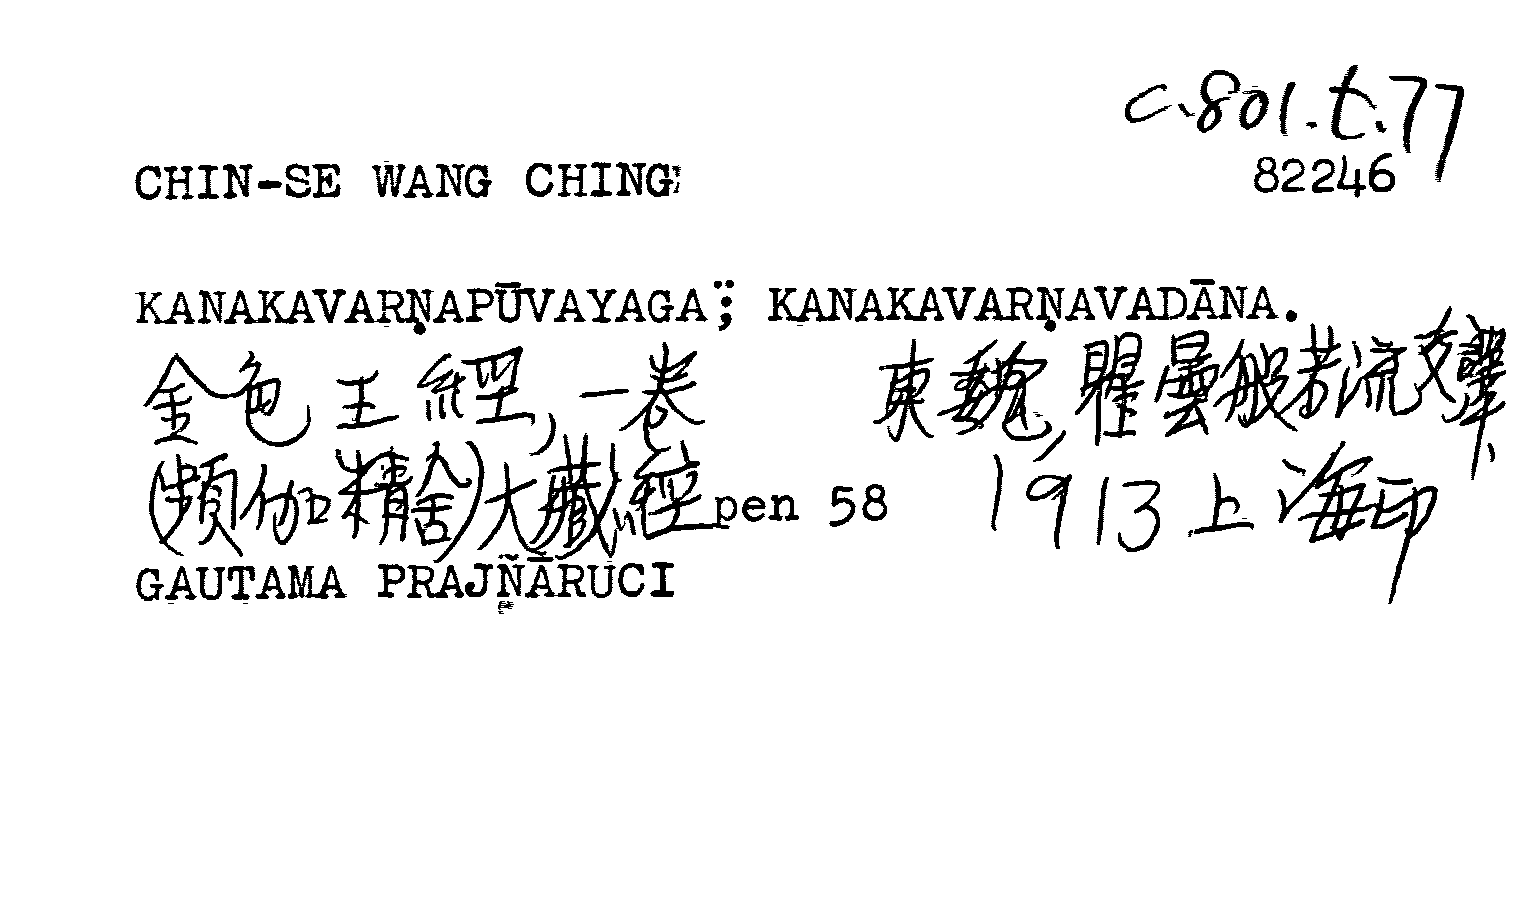 C.801.t.77
CHIN-SE WANG CHING 82246
KANAKAVARṆAPŪVAYAGA; KANAKAVARṆAVADĀNA.
金色王經, 一卷 東魏, 瞿曇般若流支譯、
(頻伽精舍)大藏經 pen 58 1913 上海印
GAUTAMA PRAJÑĀRUCI